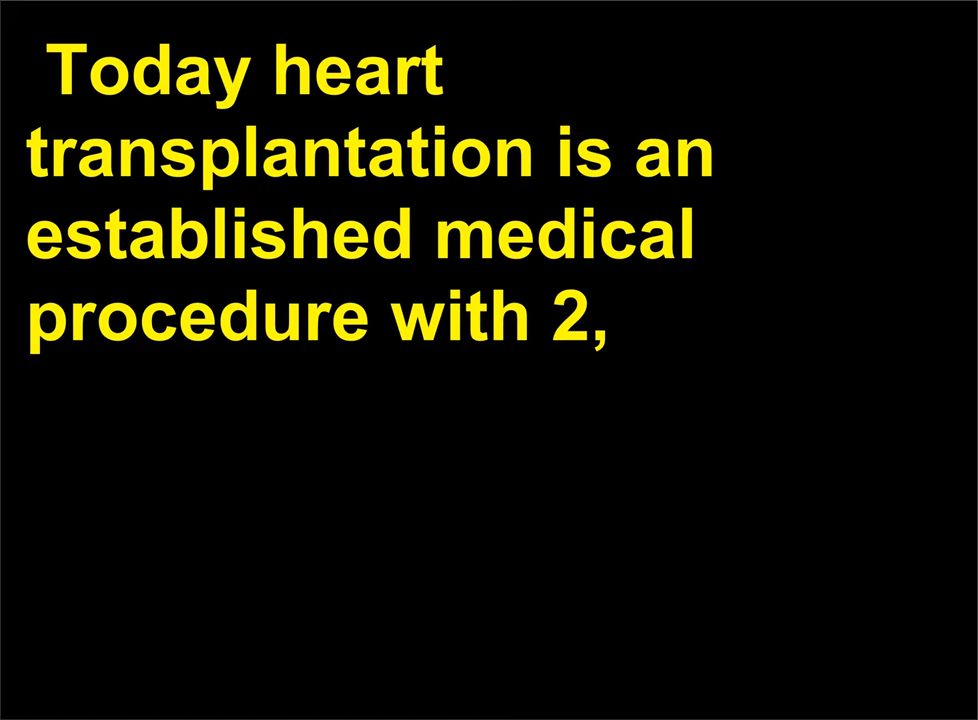 Today heart
transplantation is an
established medical
procedure with 2,